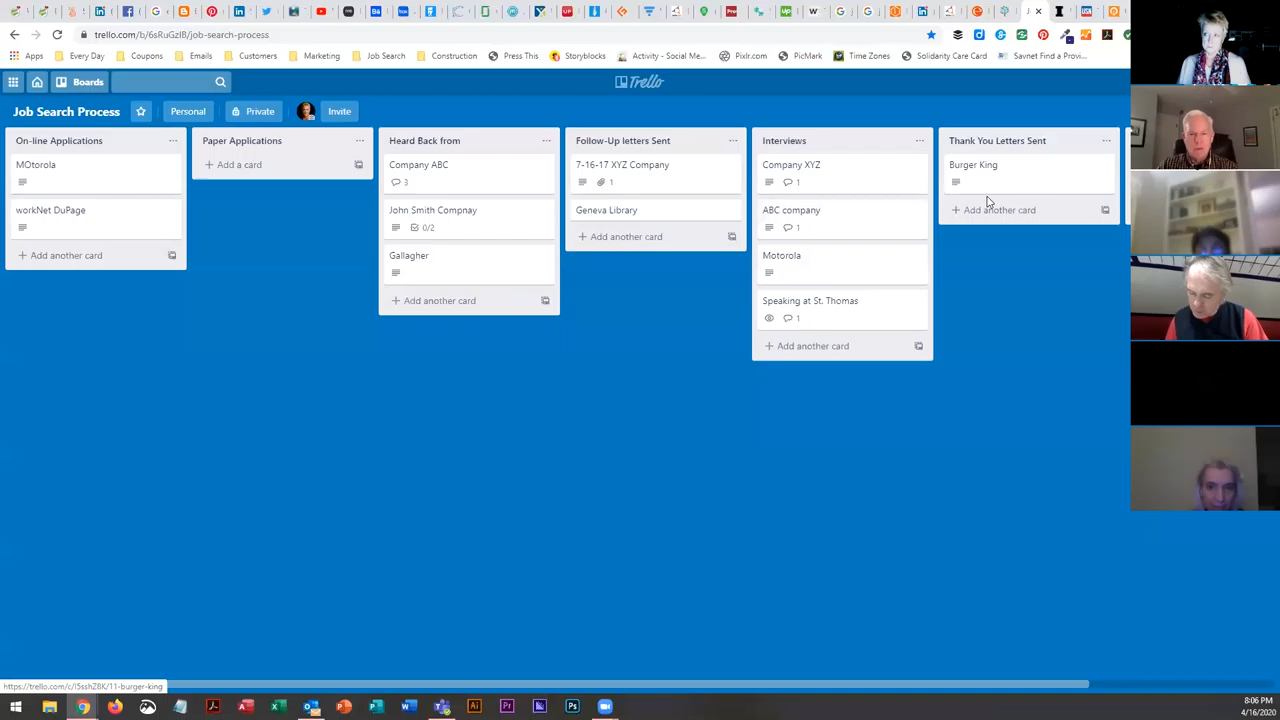 trello.com/b/6sRuGzIB/job-search-process
Apps
Every Day
Coupons
Emails
Customers
Marketing
Job Search
Construction
Press This
Storyblocks
Activity - Social Me...
Pixlr.com
PicMark
Time Zones
Solidarity Care Card
Savnet Find a Provi...
Boards
Trello
Job Search Process
Personal
Private
Invite
On-line Applications
MOtorola
workNet DuPage
+ Add another card
Paper Applications
+ Add a card
Heard Back from
Company ABC
3
John Smith Compnay
0/2
Gallagher
+ Add another card
Follow-Up letters Sent
7-16-17 XYZ Company
1
Geneva Library
+ Add another card
Interviews
Company XYZ
1
ABC company
1
Motorola
Speaking at St. Thomas
1
+ Add another card
Thank You Letters Sent
Burger King
+ Add another card
https://trello.com/c/I5sshZ8K/11-burger-king
8:06 PM
4/16/2020